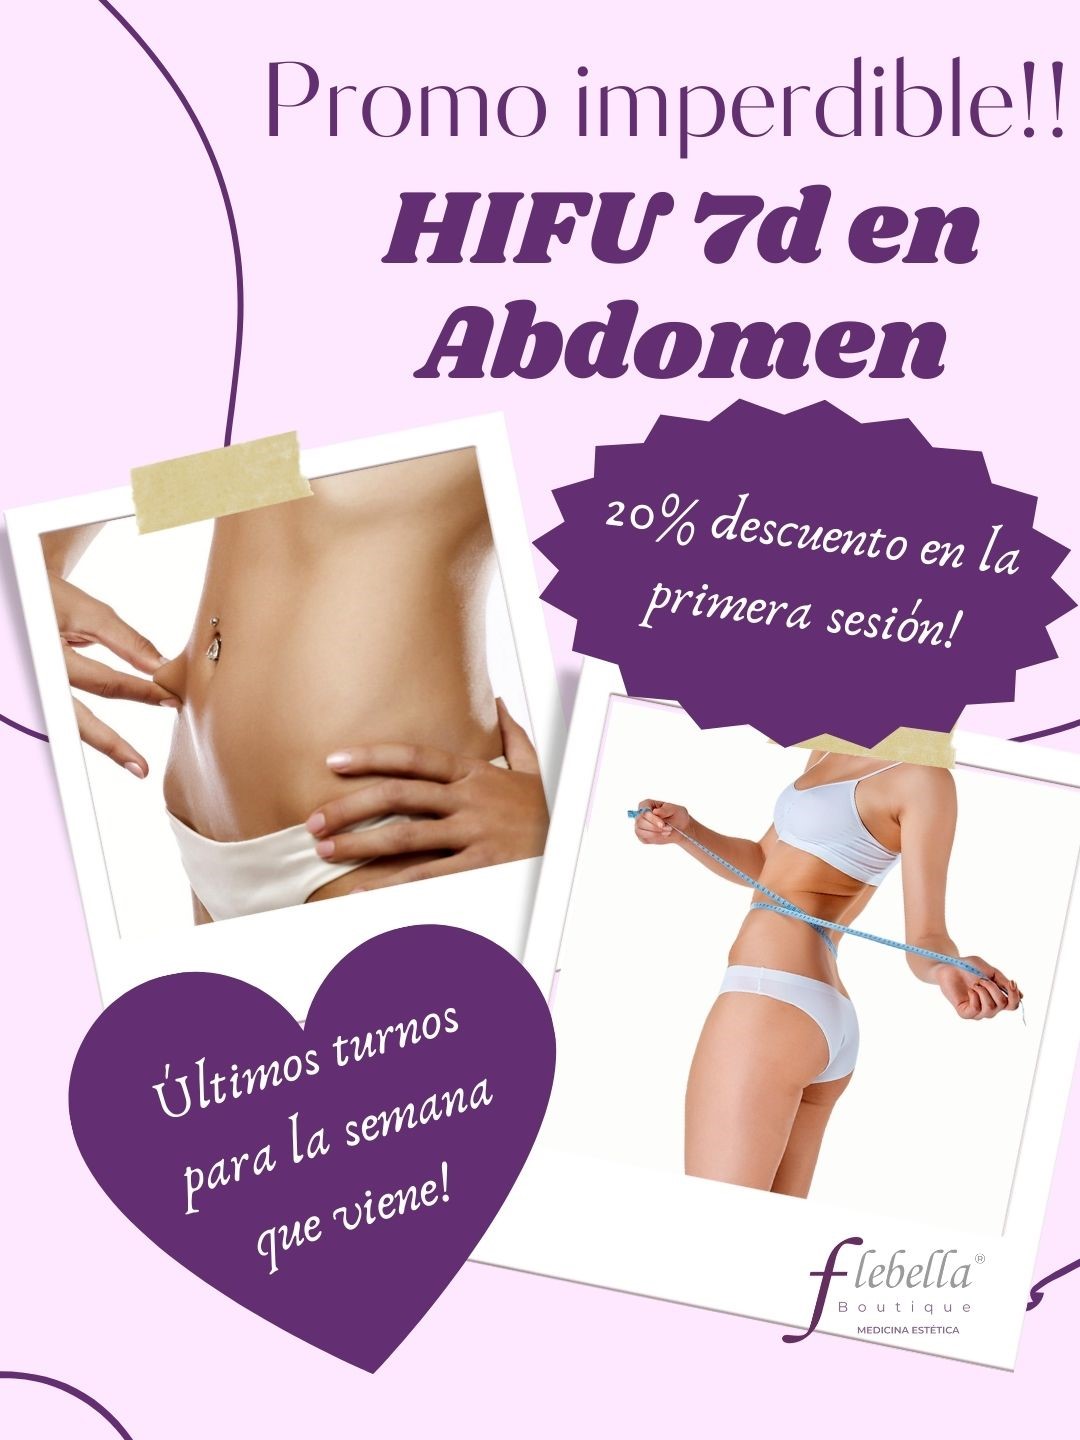 Promo imperdible!!
HIFU 7d en
Abdomen
20% descuento en la
primera sesión!
Últimos turnos
para la semana
que viene!
flebella®
Boutique
MEDICINA ESTÉTICA